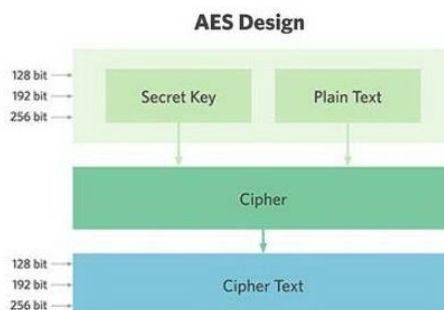 AES Design
128 bit
192 bit
256 bit
Secret Key
Plain Text
Cipher
128 bit
192 bit
256 bit
Cipher Text